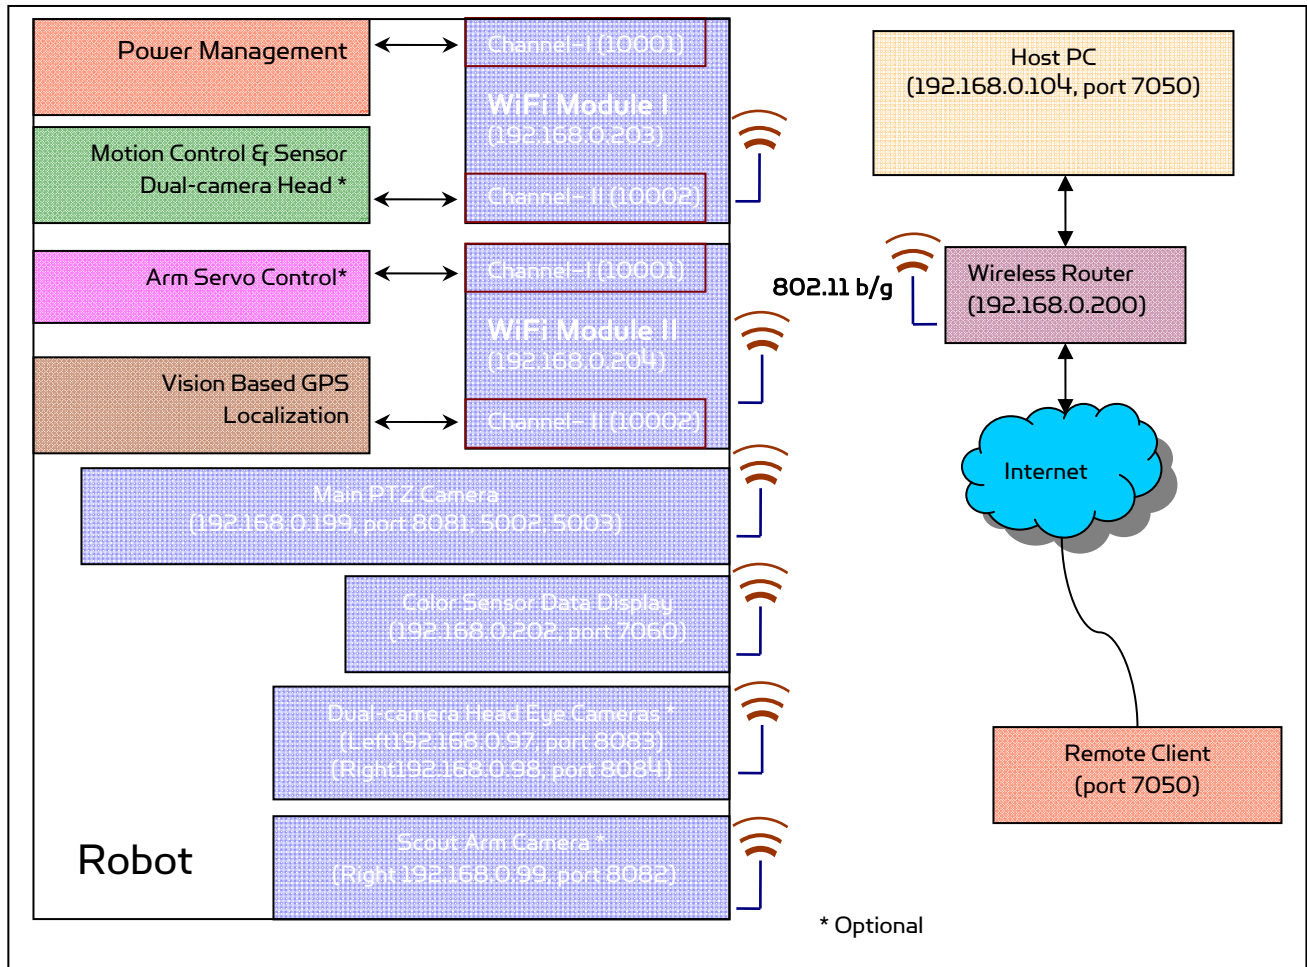 Power Management
Channel-I (10001)
WiFi Module I
(192.168.0.203)
Motion Control & Sensor
Dual-camera Head *
Channel- II (10002)
Arm Servo Control*
Channel-I (10001)
WiFi Module II
(192.168.0.204)
Vision Based GPS
Localization
Channel- II (10002)
Main PTZ Camera
(192.168.0.199, port 8081, 5002, 5003)
Color Sensor Data Display
(192.168.0.202, port 7060)
Dual-camera Head Eye Cameras *
(Left192.168.0.97, port 8083)
(Right192.168.0.98, port 8084)
Scout Arm Camera *
(Right 192.168.0.99, port 8082)
Robot
Host PC
(192.168.0.104, port 7050)
802.11 b/g
Wireless Router
(192.168.0.200)
Internet
Remote Client
(port 7050)
* Optional